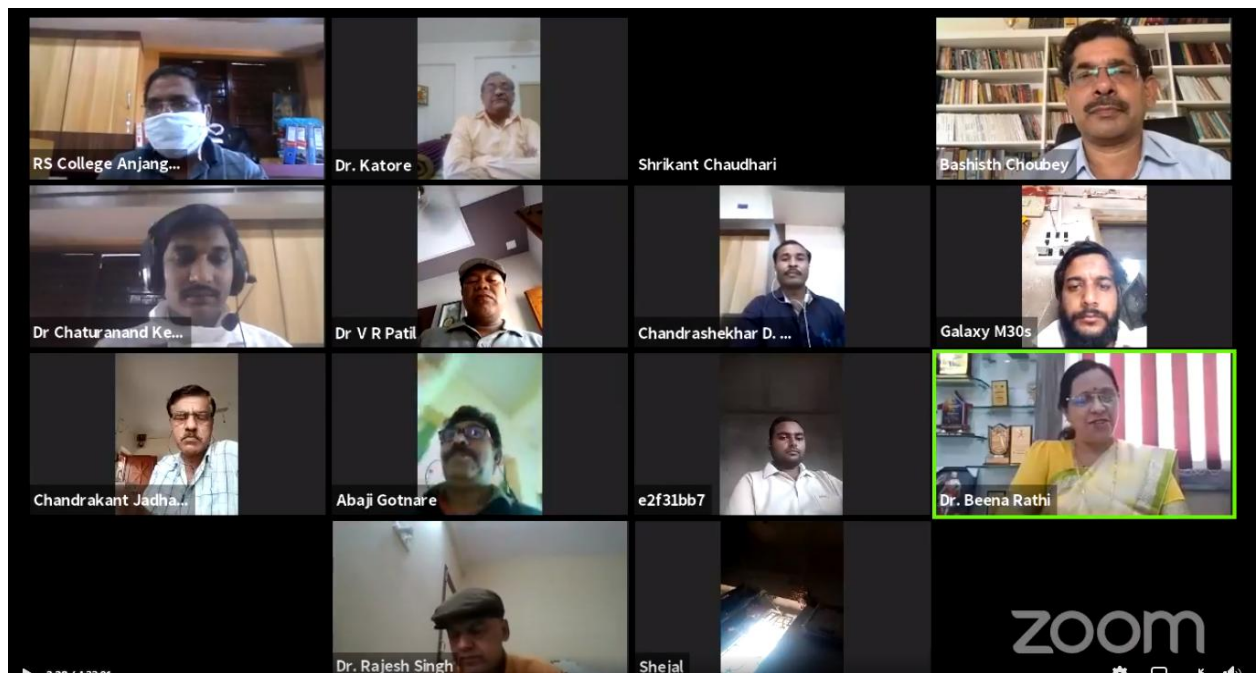 RS College Anjang...
Dr. Katore
Shrikant Chaudhari
Bashisth Choubey
Dr Chaturanand Ke...
Dr V R Patil
Chandrashekhar D. ...
Galaxy M30s
Chandrakant Jadha...
Abaji Gotnare
e2f31bb7
Dr. Beena Rathi
Dr. Rajesh Singh
Shejal
zoom